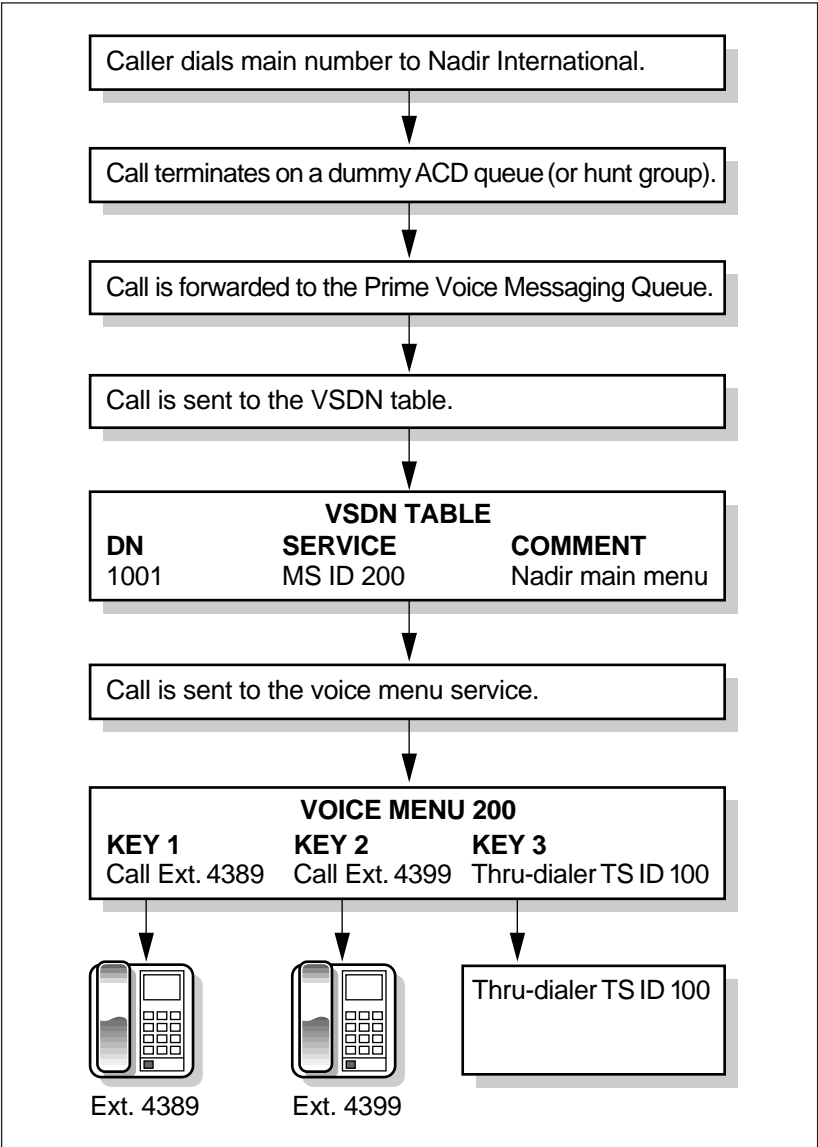 Caller dials main number to Nadir International.
Call terminates on a dummy ACD queue (or hunt group).
Call is forwarded to the Prime Voice Messaging Queue.
Call is sent to the VSDN table.
VSDN TABLE
DN SERVICE COMMENT
1001 MS ID 200 Nadir main menu
Call is sent to the voice menu service.
VOICE MENU 200
KEY 1 KEY 2 KEY 3
Call Ext. 4389 Call Ext. 4399 Thru-dialer TS ID 100
Thru-dialer TS ID 100
Ext. 4389 Ext. 4399